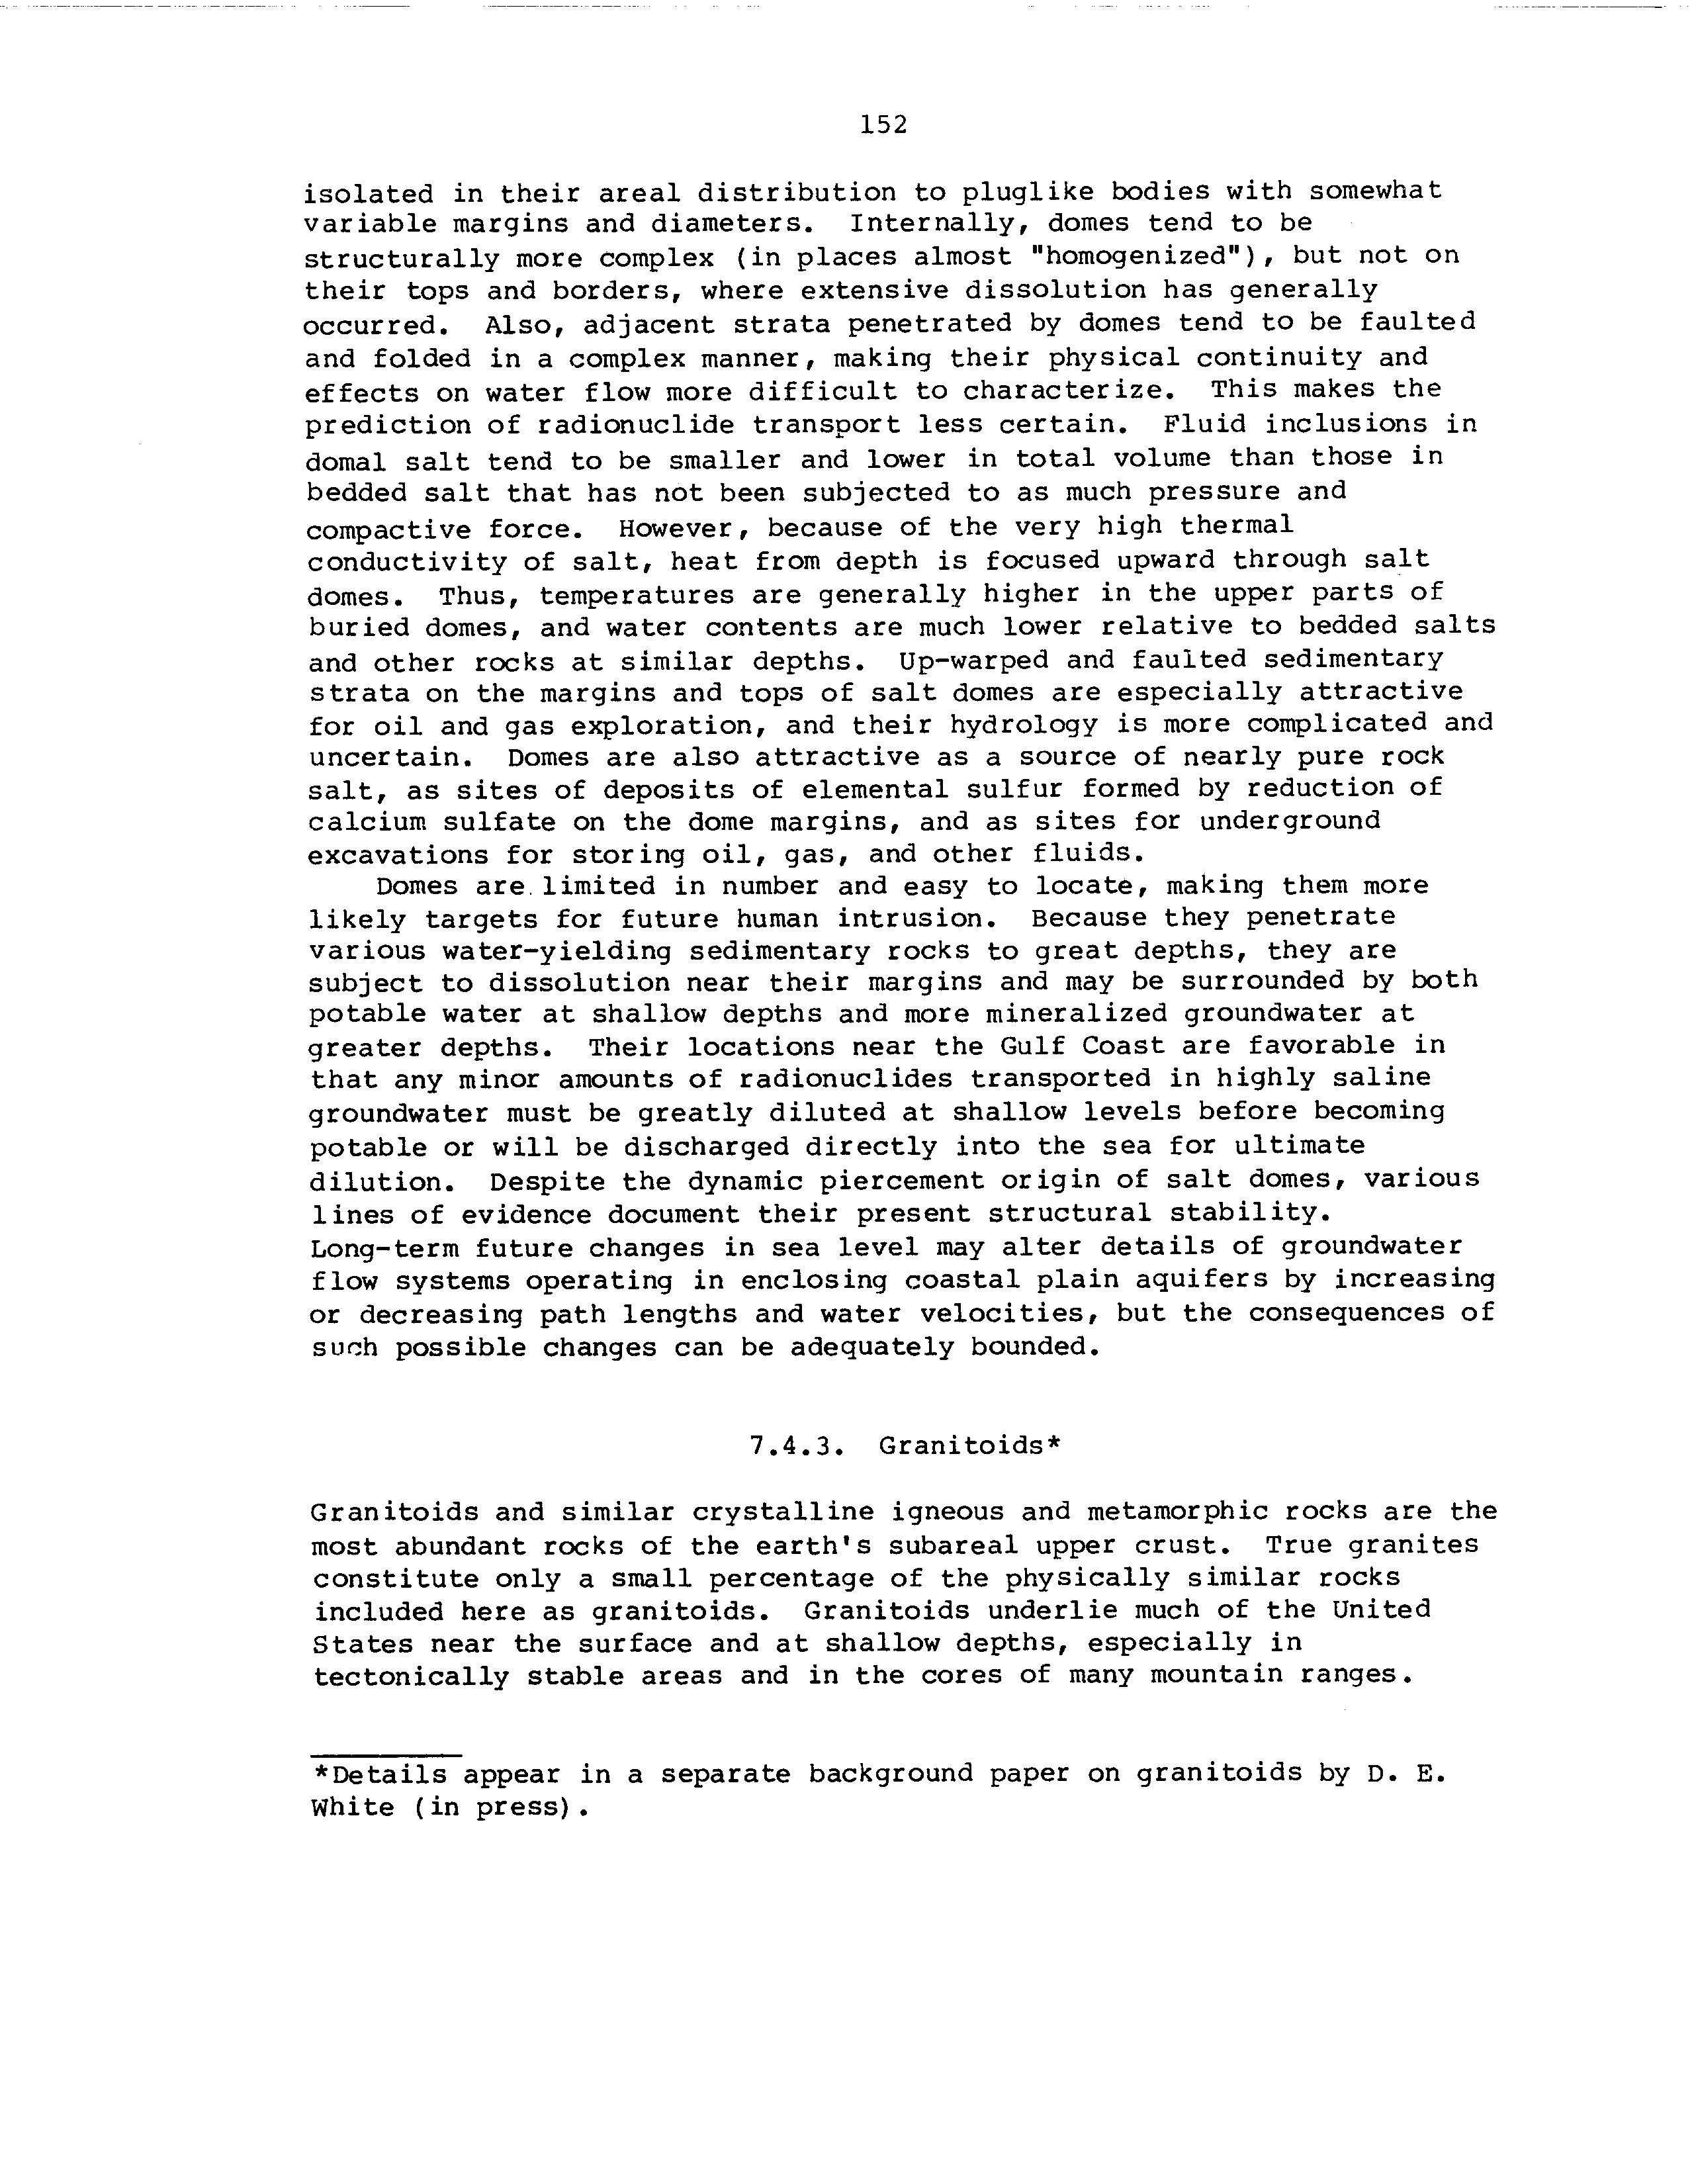 152
isolated in their areal distribution to pluglike bodies with somewhat
variable margins and diameters. Internally, domes tend to be
structurally more complex (in places almost "homogenized"), but not on
their tops and borders, where extensive dissolution has generally
occurred. Also, adjacent strata penetrated by domes tend to be faulted
and folded in a complex manner, making their physical continuity and
effects on water flow more difficult to characterize. This makes the
prediction of radionuclide transport less certain. Fluid inclusions in
domal salt tend to be smaller and lower in total volume than those in
bedded salt that has not been subjected to as much pressure and
compactive force. However, because of the very high thermal
conductivity of salt, heat from depth is focused upward through salt
domes. Thus, temperatures are generally higher in the upper parts of
buried domes, and water contents are much lower relative to bedded salts
and other rocks at similar depths. Up-warped and faulted sedimentary
strata on the margins and tops of salt domes are especially attractive
for oil and gas exploration, and their hydrology is more complicated and
uncertain. Domes are also attractive as a source of nearly pure rock
salt, as sites of deposits of elemental sulfur formed by reduction of
calcium sulfate on the dome margins, and as sites for underground
excavations for storing oil, gas, and other fluids.
Domes are limited in number and easy to locate, making them more
likely targets for future human intrusion. Because they penetrate
various water-yielding sedimentary rocks to great depths, they are
subject to dissolution near their margins and may be surrounded by both
potable water at shallow depths and more mineralized groundwater at
greater depths. Their locations near the Gulf Coast are favorable in
that any minor amounts of radionuclides transported in highly saline
groundwater must be greatly diluted at shallow levels before becoming
potable or will be discharged directly into the sea for ultimate
dilution. Despite the dynamic piercement origin of salt domes, various
lines of evidence document their present structural stability.
Long-term future changes in sea level may alter details of groundwater
flow systems operating in enclosing coastal plain aquifers by increasing
or decreasing path lengths and water velocities, but the consequences of
such possible changes can be adequately bounded.
7.4.3. Granitoids*
Granitoids and similar crystalline igneous and metamorphic rocks are the
most abundant rocks of the earth's subareal upper crust. True granites
constitute only a small percentage of the physically similar rocks
included here as granitoids. Granitoids underlie much of the United
States near the surface and at shallow depths, especially in
tectonically stable areas and in the cores of many mountain ranges.
*Details appear in a separate background paper on granitoids by D. E.
White (in press).